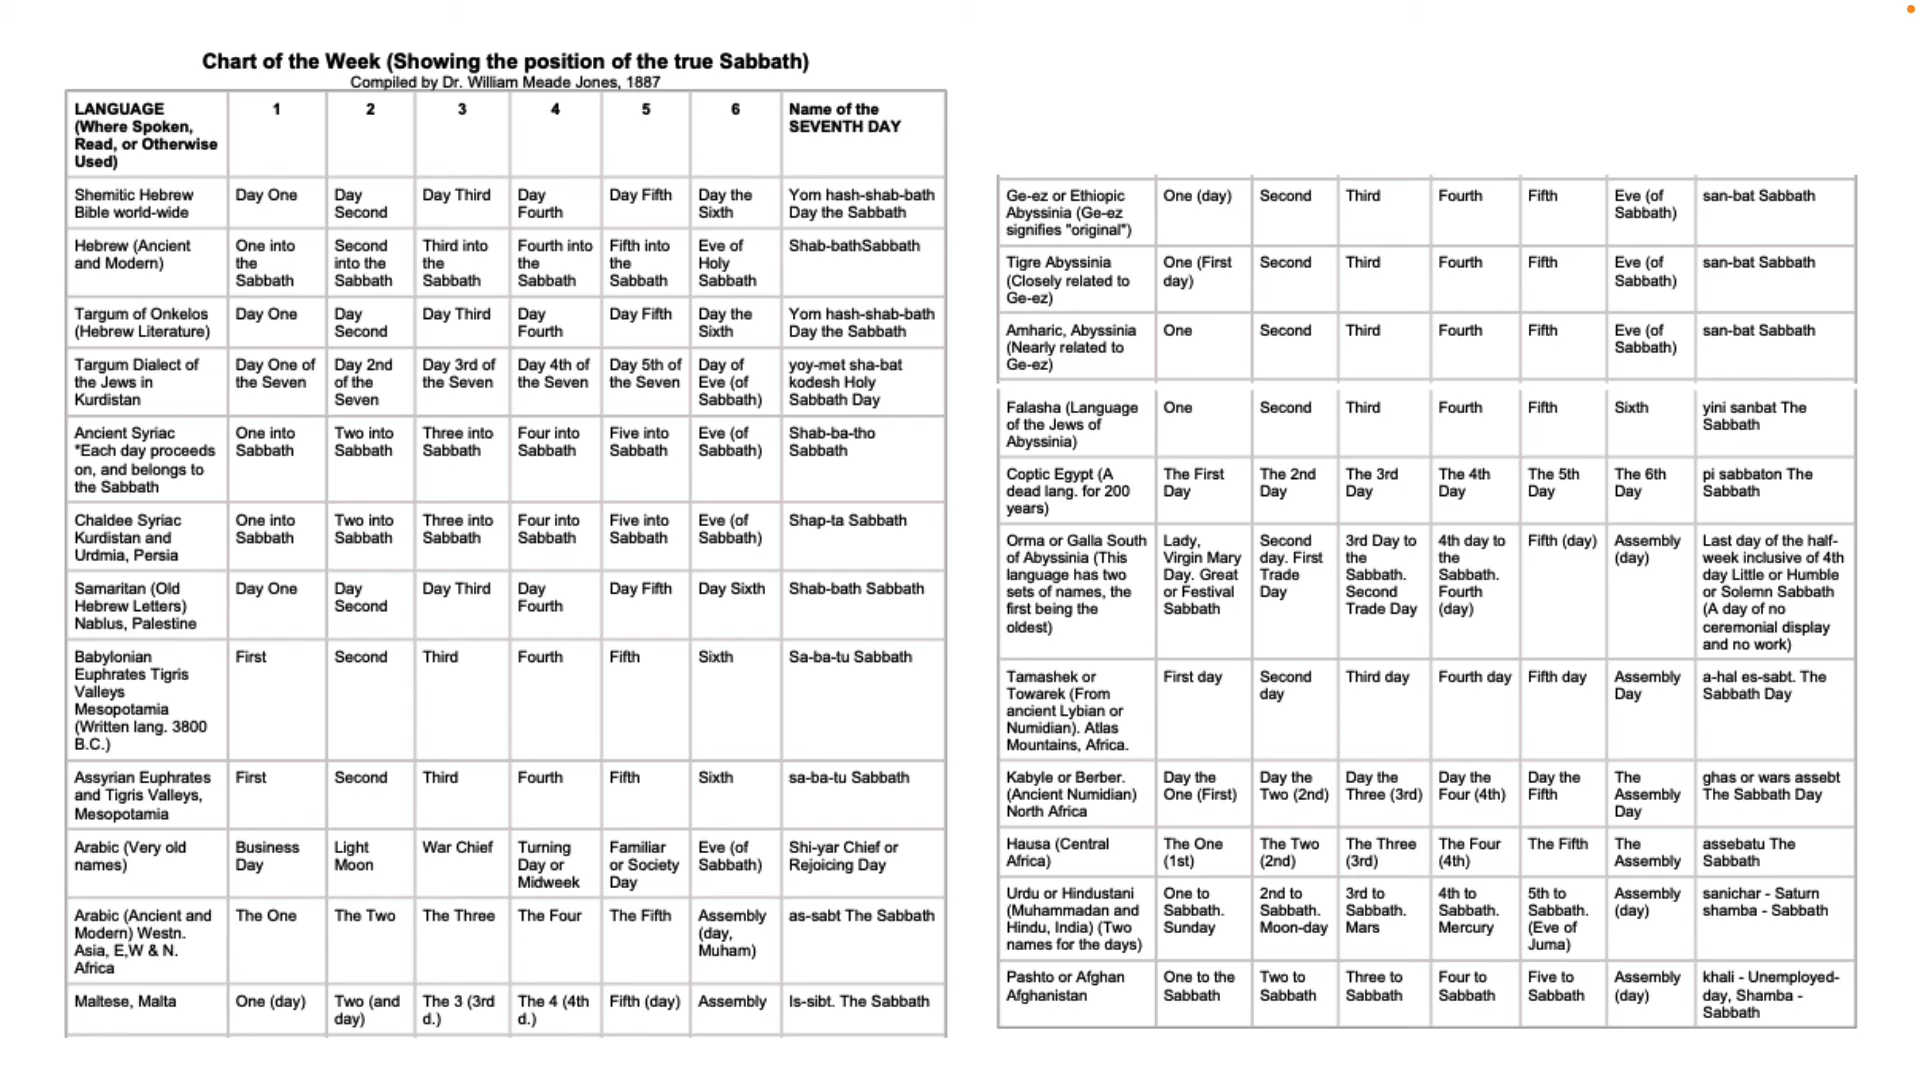 Chart of the Week (Showing the position of the true Sabbath)
Compiled by Dr. William Meade Jones, 1887
LANGUAGE (Where Spoken, Read, or Otherwise Used) 1 2 3 4 5 6 Name of the SEVENTH DAY
Shemitic Hebrew Bible world-wide Day One Day Second Day Third Day Fourth Day Fifth Day the Sixth Yom hash-shab-bath Day the Sabbath
Hebrew (Ancient and Modern) One into the Sabbath Second into the Sabbath Third into the Sabbath Fourth into the Sabbath Fifth into the Sabbath Eve of Holy Sabbath Shab-bathSabbath
Targum of Onkelos (Hebrew Literature) Day One Day Second Day Third Day Fourth Day Fifth Day the Sixth Yom hash-shab-bath Day the Sabbath
Targum Dialect of the Jews in Kurdistan Day One of the Seven Day 2nd of the Seven Day 3rd of the Seven Day 4th of the Seven Day 5th of the Seven Day of Eve (of Sabbath) yoy-met sha-bat kodesh Holy Sabbath Day
Ancient Syriac *Each day proceeds on, and belongs to the Sabbath One into Sabbath Two into Sabbath Three into Sabbath Four into Sabbath Five into Sabbath Eve (of Sabbath) Shab-ba-tho Sabbath
Chaldee Syriac Kurdistan and Urdmia, Persia One into Sabbath Two into Sabbath Three into Sabbath Four into Sabbath Five into Sabbath Eve (of Sabbath) Shap-ta Sabbath
Samaritan (Old Hebrew Letters) Nablus, Palestine Day One Day Second Day Third Day Fourth Day Fifth Day Sixth Shab-bath Sabbath
Babylonian Euphrates Tigris Valleys Mesopotamia (Written lang. 3800 B.C.) First Second Third Fourth Fifth Sixth Sa-ba-tu Sabbath
Assyrian Euphrates and Tigris Valleys, Mesopotamia First Second Third Fourth Fifth Sixth sa-ba-tu Sabbath
Arabic (Very old names) Business Day Light Moon War Chief Turning Day or Midweek Familiar or Society Day Eve (of Sabbath) Shi-yar Chief or Rejoicing Day
Arabic (Ancient and Modern) Westn. Asia, E,W & N. Africa The One The Two The Three The Four The Fifth Assembly (day, Muham) as-sabt The Sabbath
Maltese, Malta One (day) Two (and day) The 3 (3rd d.) The 4 (4th d.) Fifth (day) Assembly Is-sibt. The Sabbath
Ge-ez or Ethiopic Abyssinia (Ge-ez signifies "original") One (day) Second Third Fourth Fifth Eve (of Sabbath) san-bat Sabbath
Tigre Abyssinia (Closely related to Ge-ez) One (First day) Second Third Fourth Fifth Eve (of Sabbath) san-bat Sabbath
Amharic, Abyssinia (Nearly related to Ge-ez) One Second Third Fourth Fifth Eve (of Sabbath) san-bat Sabbath
Falasha (Language of the Jews of Abyssinia) One Second Third Fourth Fifth Sixth yini sanbat The Sabbath
Coptic Egypt (A dead lang. for 200 years) The First Day The 2nd Day The 3rd Day The 4th Day The 5th Day The 6th Day pi sabbaton The Sabbath
Orma or Galla South of Abyssinia (This language has two sets of names, the first being the oldest) Lady, Virgin Mary Day. Great or Festival Sabbath Second day. First Trade Day 3rd Day to the Sabbath. Second Trade Day 4th day to the Sabbath. Fourth (day) Fifth (day) Assembly (day) Last day of the half-week inclusive of 4th day Little or Humble or Solemn Sabbath (A day of no ceremonial display and no work)
Tamashek or Towarek (From ancient Lybian or Numidian). Atlas Mountains, Africa. First day Second day Third day Fourth day Fifth day Assembly Day a-hal es-sabt. The Sabbath Day
Kabyle or Berber. (Ancient Numidian) North Africa Day the One (First) Day the Two (2nd) Day the Three (3rd) Day the Four (4th) Day the Fifth The Assembly Day ghas or wars assebt The Sabbath Day
Hausa (Central Africa) The One (1st) The Two (2nd) The Three (3rd) The Four (4th) The Fifth The Assembly assebatu The Sabbath
Urdu or Hindustani (Muhammadan and Hindu, India) (Two names for the days) One to Sabbath. Sunday 2nd to Sabbath. Moon-day 3rd to Sabbath. Mars 4th to Sabbath. Mercury 5th to Sabbath. (Eve of Juma) Assembly (day) sanichar - Saturn shamba - Sabbath
Pashto or Afghan Afghanistan One to the Sabbath Two to Sabbath Three to Sabbath Four to Sabbath Five to Sabbath Assembly (day) khali - Unemployed-day, Shamba - Sabbath